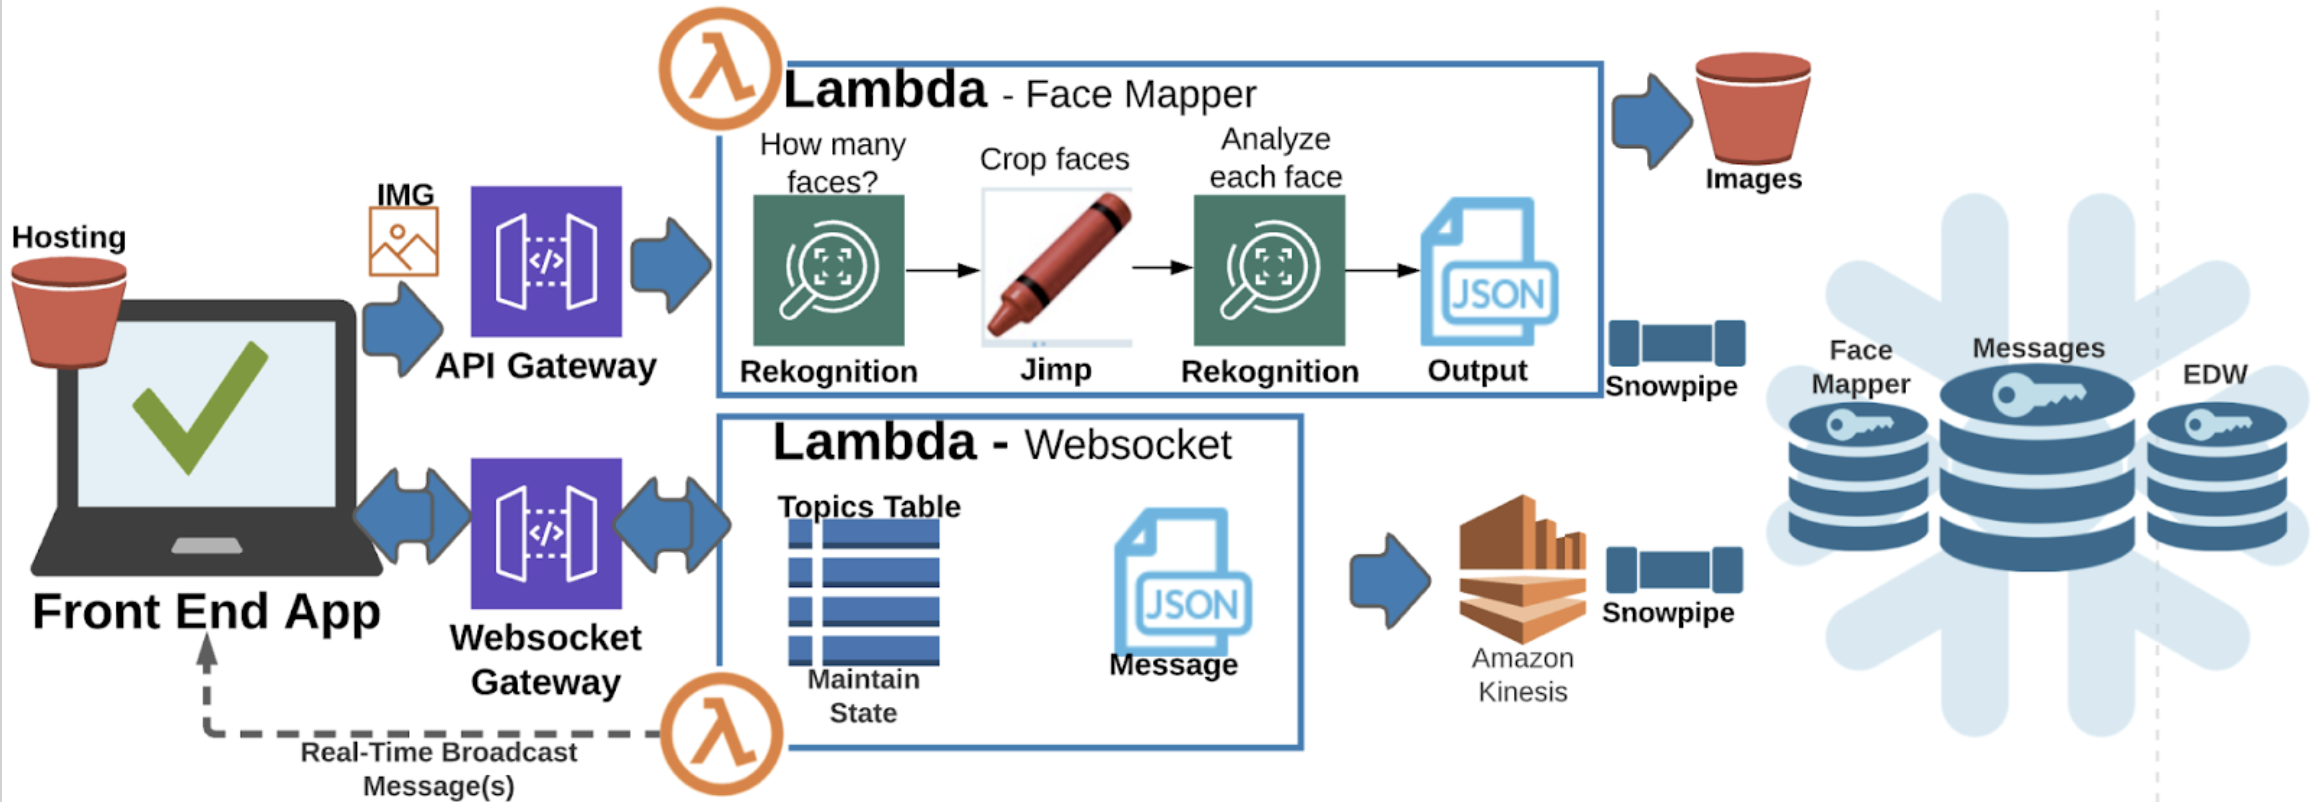 Hosting
IMG
</>
API Gateway
Lambda - Face Mapper
How many
faces?
Rekognition
Crop faces
Jimp
Analyze
each face
Rekognition
JSON
Output
Images
Snowpipe
Face
Mapper
Messages
EDW
Front End App
</>
Websocket
Gateway
Lambda - Websocket
Topics Table
Maintain
State
JSON
Message
Amazon
Kinesis
Snowpipe
Real-Time Broadcast
Message(s)